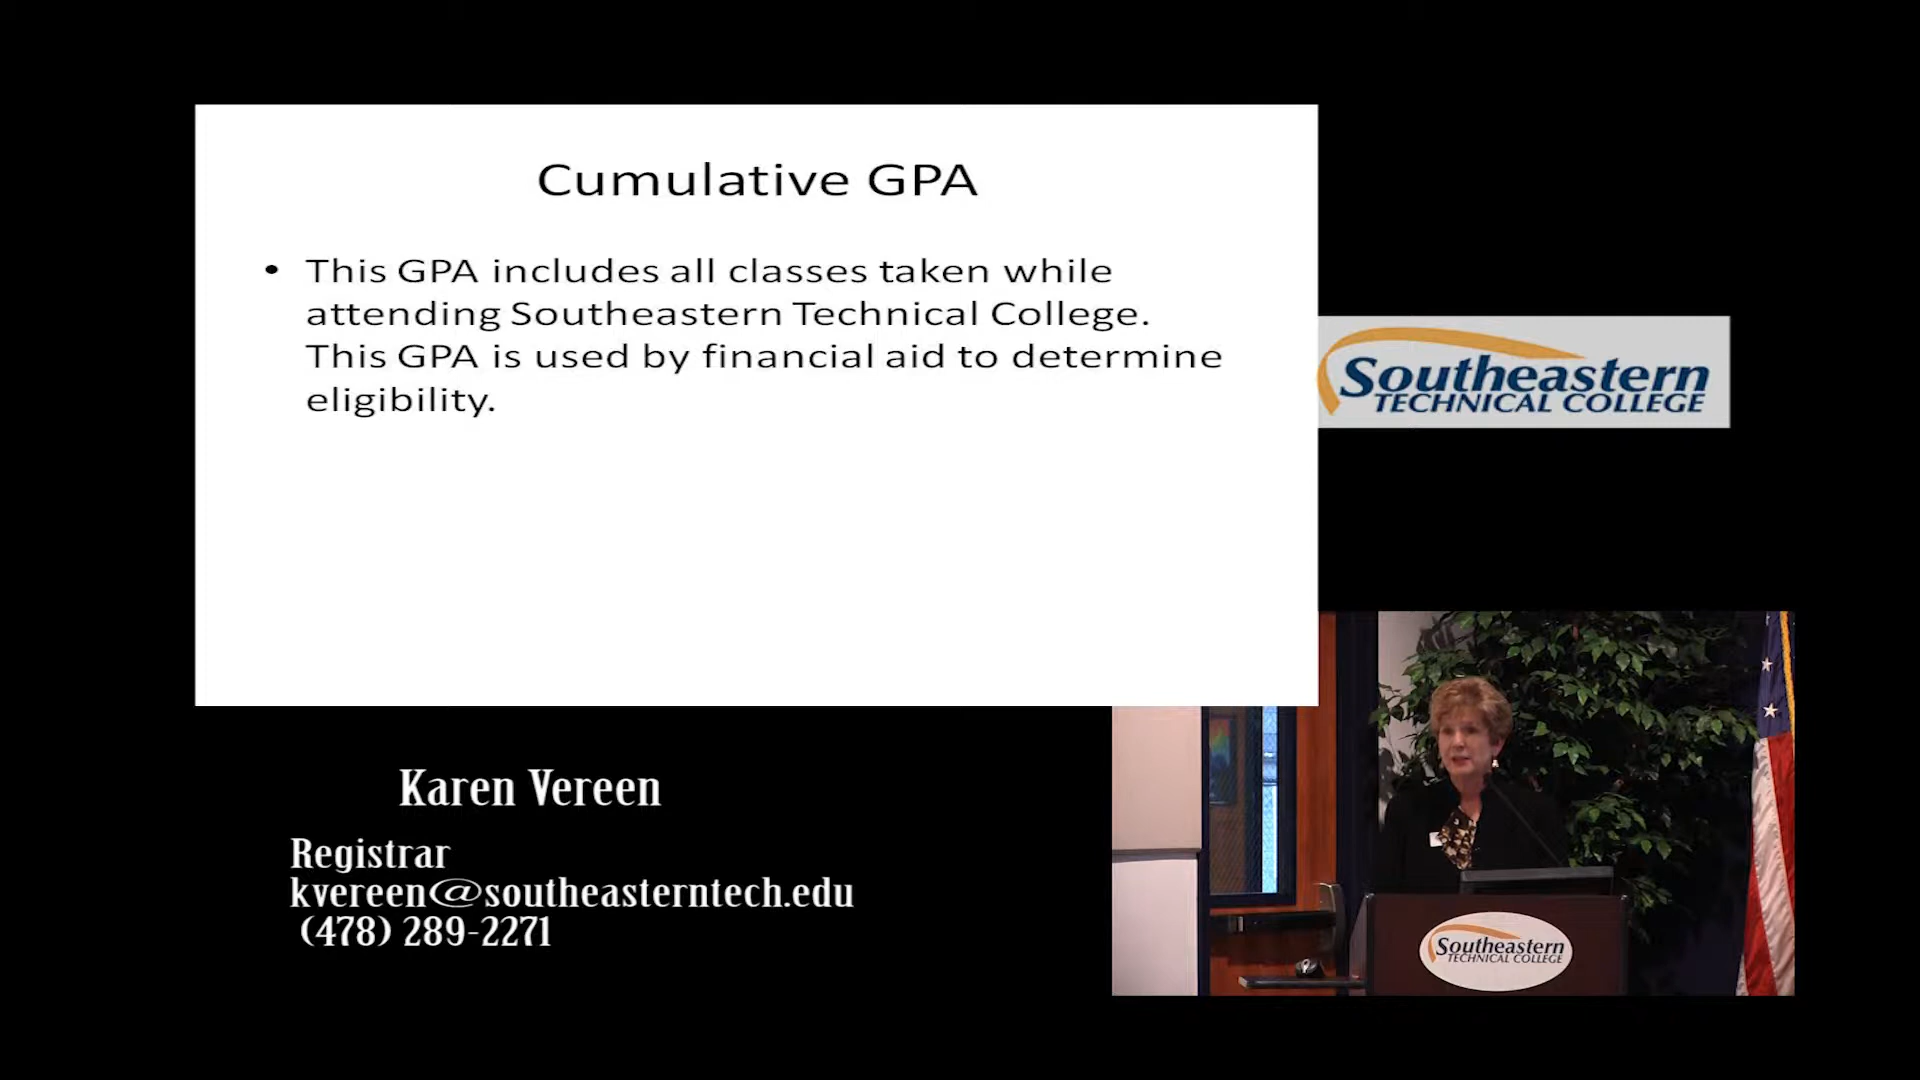 Cumulative GPA
• This GPA includes all classes taken while
attending Southeastern Technical College.
This GPA is used by financial aid to determine
eligibility.
Southeastern
TECHNICAL COLLEGE
Karen Vereen
Registrar
kvereen@southeasterntech.edu
(478) 289-2271
Southeastern
TECHNICAL COLLEGE